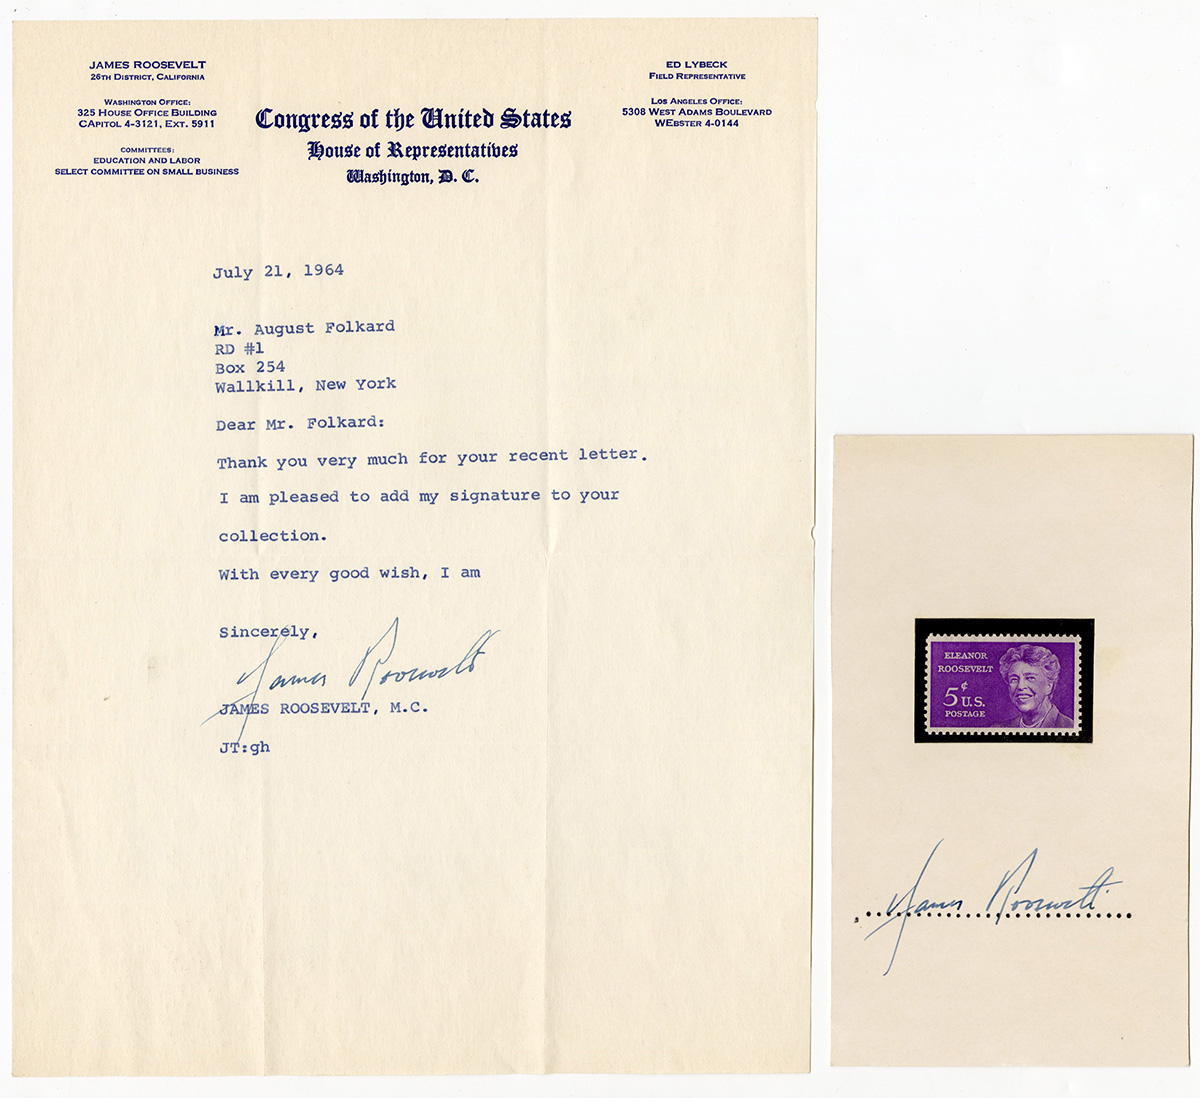 JAMES ROOSEVELT
26TH DISTRICT, CALIFORNIA
WASHINGTON OFFICE:
325 HOUSE OFFICE BUILDING
CAPITOL 4-3121, EXT. 5911
COMMITTEES:
EDUCATION AND LABOR
SELECT COMMITTEE ON SMALL BUSINESS
Congress of the United States
House of Representatives
Washington, D. C.
ED LYBECK
FIELD REPRESENTATIVE
LOS ANGELES OFFICE:
5308 WEST ADAMS BOULEVARD
WEBSTER 4-0144
July 21, 1964
Mr. August Folkard
RD #1
Box 254
Wallkill, New York
Dear Mr. Folkard:
Thank you very much for your recent letter.
I am pleased to add my signature to your
collection.
With every good wish, I am
Sincerely,
James Roosevelt
JAMES ROOSEVELT, M.C.
JT:gh
ELEANOR
ROOSEVELT
5¢ U.S.
POSTAGE
James Roosevelt